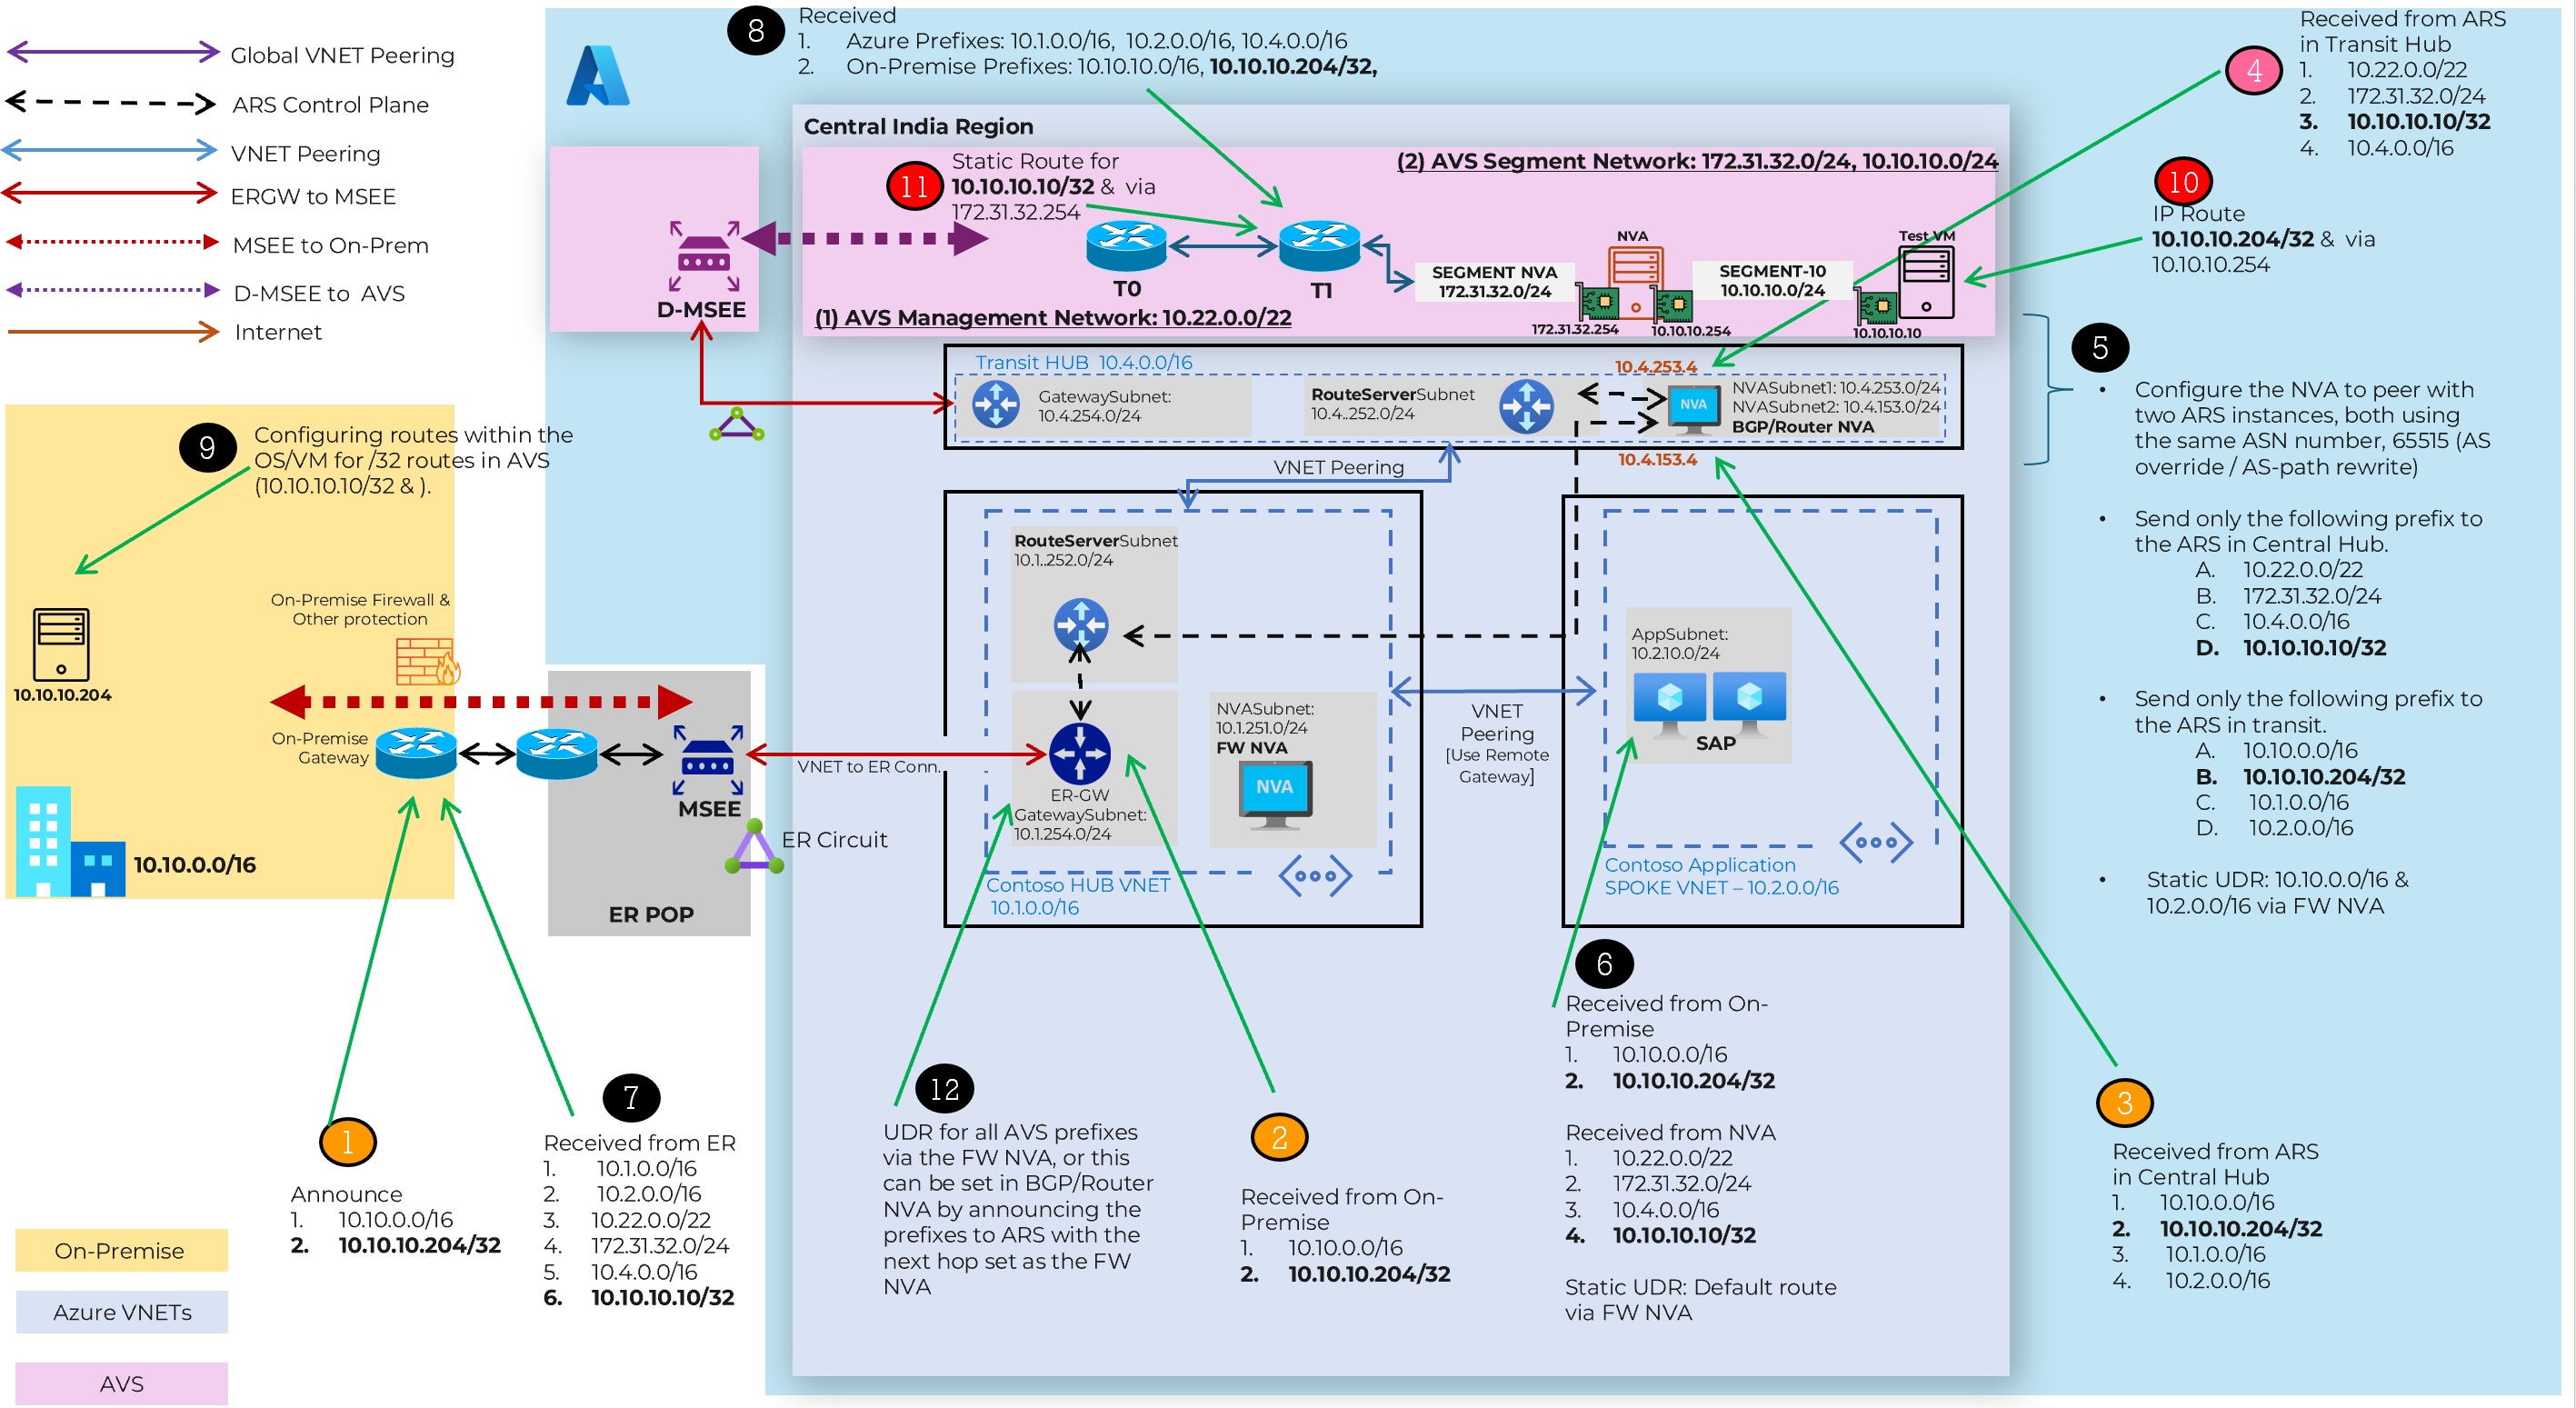 Global VNET Peering
ARS Control Plane
VNET Peering
ERGW to MSEE
MSEE to On-Prem
D-MSEE to  AVS
Internet
8
Received
1. Azure Prefixes: 10.1.0.0/16,  10.2.0.0/16, 10.4.0.0/16
2. On-Premise Prefixes: 10.10.10.0/16, 10.10.10.204/32,
4
Received from ARS
in Transit Hub
1. 10.22.0.0/22
2. 172.31.32.0/24
3. 10.10.10.10/32
4. 10.4.0.0/16
Central India Region
11
Static Route for
10.10.10.10/32 &  via
172.31.32.254
(2) AVS Segment Network: 172.31.32.0/24, 10.10.10.0/24
10
IP Route
10.10.10.204/32 &  via
10.10.10.254
D-MSEE
T0
T1
SEGMENT NVA
172.31.32.0/24
NVA
172.31.32.254
10.10.10.254
SEGMENT-10
10.10.10.0/24
Test VM
10.10.10.10
(1) AVS Management Network: 10.22.0.0/22
Transit HUB  10.4.0.0/16
GatewaySubnet:
10.4.254.0/24
RouteServerSubnet
10.4..252.0/24
10.4.253.4
NVA
NVASubnet1: 10.4.253.0/24
NVASubnet2: 10.4.153.0/24
BGP/Router NVA
10.4.153.4
VNET Peering
5
• Configure the NVA to peer with
two ARS instances, both using
the same ASN number, 65515 (AS
override / AS-path rewrite)
• Send only the following prefix to
the ARS in Central Hub.
A. 10.22.0.0/22
B. 172.31.32.0/24
C. 10.4.0.0/16
D. 10.10.10.10/32
• Send only the following prefix to
the ARS in transit.
A. 10.10.0.0/16
B. 10.10.10.204/32
C. 10.1.0.0/16
D. 10.2.0.0/16
• Static UDR: 10.10.0.0/16 &
10.2.0.0/16 via FW NVA
9
Configuring routes within the
OS/VM for /32 routes in AVS
(10.10.10.10/32 & ).
On-Premise Firewall &
Other protection
10.10.10.204
On-Premise
Gateway
10.10.0.0/16
MSEE
ER POP
ER Circuit
VNET to ER Conn.
RouteServerSubnet
10.1..252.0/24
ER-GW
GatewaySubnet:
10.1.254.0/24
NVASubnet:
10.1.251.0/24
FW NVA
NVA
Contoso HUB VNET
10.1.0.0/16
VNET
Peering
[Use Remote
Gateway]
AppSubnet:
10.2.10.0/24
SAP
Contoso Application
SPOKE VNET – 10.2.0.0/16
1
Announce
1. 10.10.0.0/16
2. 10.10.10.204/32
7
Received from ER
1. 10.1.0.0/16
2. 10.2.0.0/16
3. 10.22.0.0/22
4. 172.31.32.0/24
5. 10.4.0.0/16
6. 10.10.10.10/32
12
UDR for all AVS prefixes
via the FW NVA, or this
can be set in BGP/Router
NVA by announcing the
prefixes to ARS with the
next hop set as the FW
NVA
2
Received from On-
Premise
1. 10.10.0.0/16
2. 10.10.10.204/32
6
Received from On-
Premise
1. 10.10.0.0/16
2. 10.10.10.204/32
Received from NVA
1. 10.22.0.0/22
2. 172.31.32.0/24
3. 10.4.0.0/16
4. 10.10.10.10/32
Static UDR: Default route
via FW NVA
3
Received from ARS
in Central Hub
1. 10.10.0.0/16
2. 10.10.10.204/32
3. 10.1.0.0/16
4. 10.2.0.0/16
On-Premise
Azure VNETs
AVS